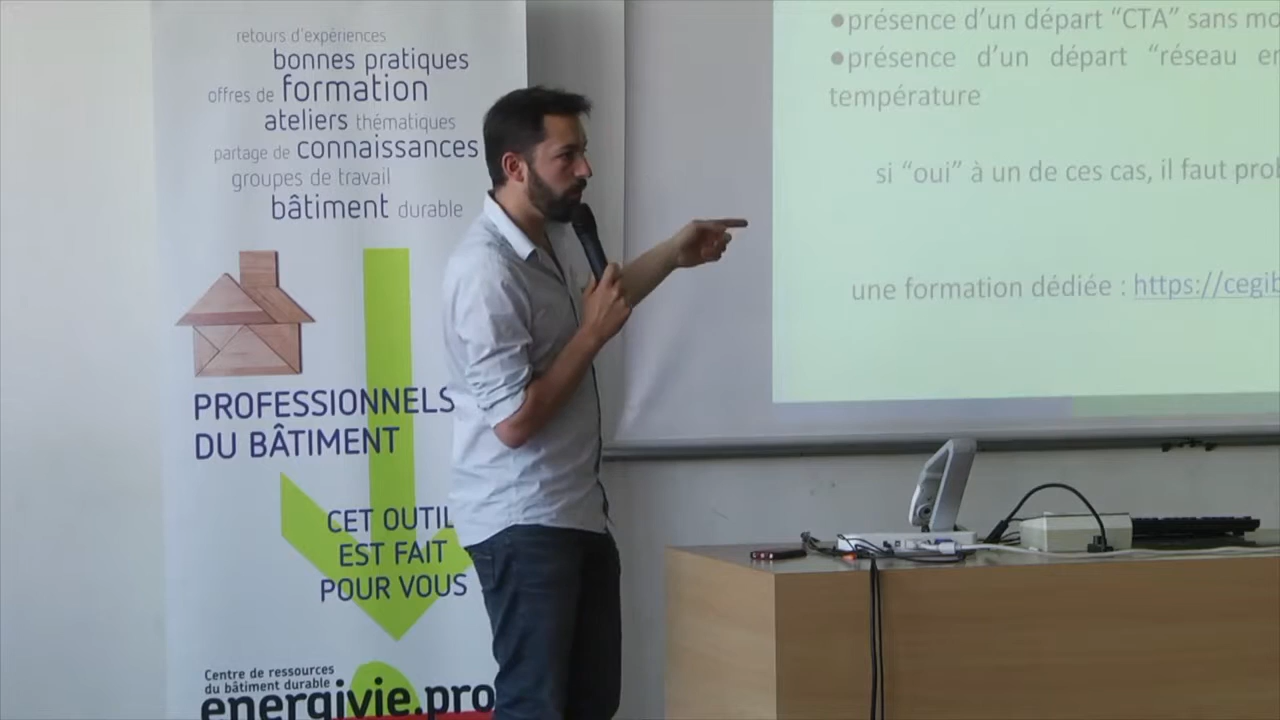 retours d'expériences
bonnes pratiques
offres de formation
ateliers thématiques
partage de connaissances
groupes de travail
bâtiment durable
PROFESSIONNELS
DU BÂTIMENT
CET OUTIL
EST FAIT
POUR VOUS
Centre de ressources
du bâtiment durable
energivie.pro
●présence d'un départ “CTA” sans
●présence d'un départ “réseau
température
si “oui” à un de ces cas, il faut
une formation dédiée : https://cegib